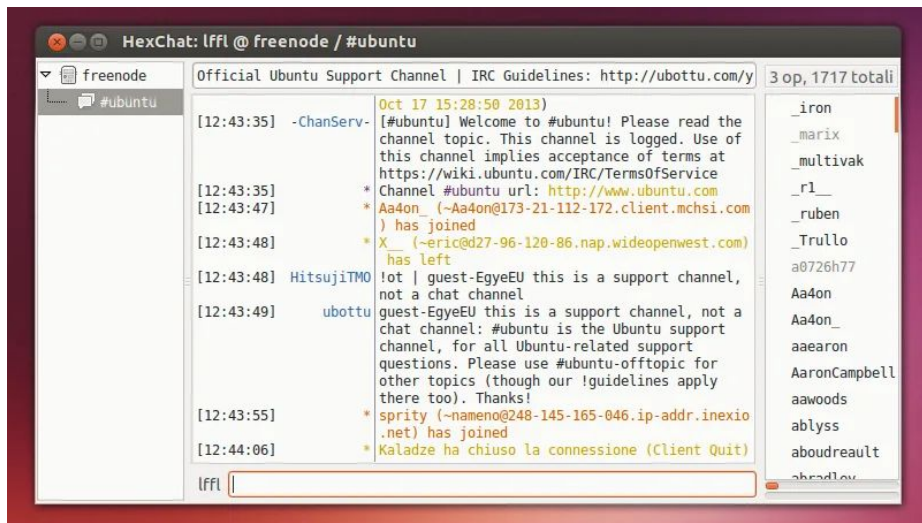 HexChat: lffl @ freenode / #ubuntu
freenode
#ubuntu
Official Ubuntu Support Channel | IRC Guidelines: http://ubottu.com/y
3 op, 1717 totali
Oct 17 15:28:50 2013)
[12:43:35] -ChanServ- [#ubuntu] Welcome to #ubuntu! Please read the
channel topic. This channel is logged. Use of
this channel implies acceptance of terms at
https://wiki.ubuntu.com/IRC/TermsOfService
[12:43:35] * Channel #ubuntu url: http://www.ubuntu.com
[12:43:47] * Aa4on_ (~Aa4on@173-21-112-172.client.mchsi.com
) has joined
[12:43:48] * X__ (~eric@d27-96-120-86.nap.wideopenwest.com)
has left
[12:43:48] HitsujiTMO !ot | guest-EgyeEU this is a support channel,
not a chat channel
[12:43:49] ubottu guest-EgyeEU this is a support channel, not a
chat channel: #ubuntu is the Ubuntu support
channel, for all Ubuntu-related support
questions. Please use #ubuntu-offtopic for
other topics (though our !guidelines apply
there too). Thanks!
[12:43:55] * sprity (~nameno@248-145-165-046.ip-addr.inexio
.net) has joined
[12:44:06] * Kaladze ha chiuso la connessione (Client Quit)
_iron
_marix
_multivak
_r1__
_ruben
_Trullo
a0726h77
Aa4on
Aa4on_
aaearon
AaronCampbell
aawoods
ablyss
aboudreault
abradley
lffl